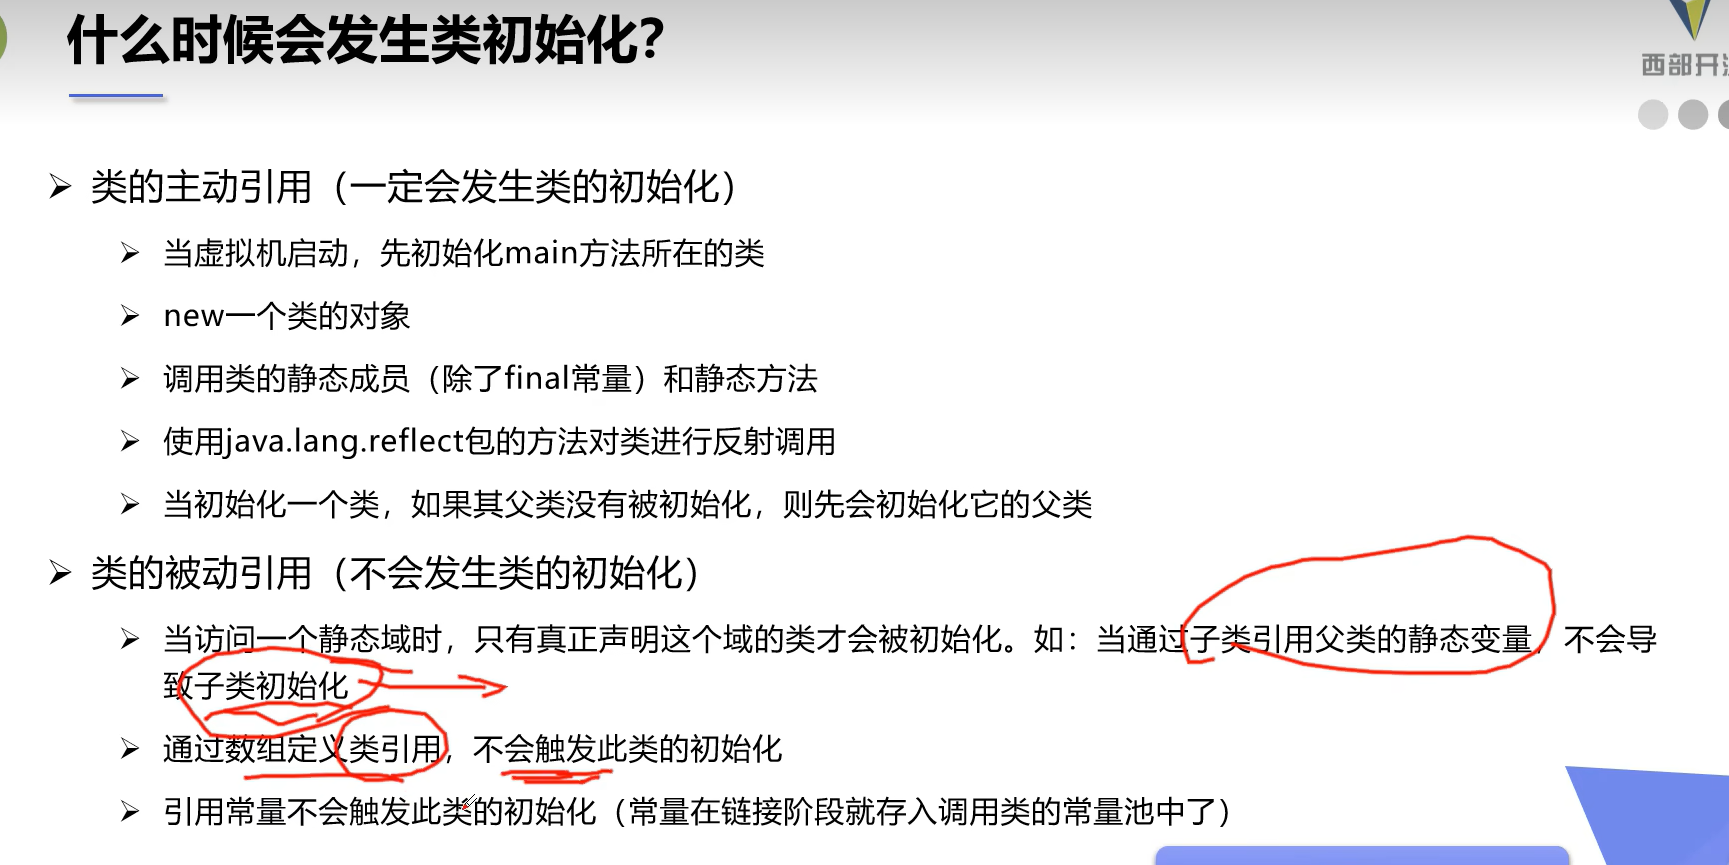 什么时候会发生类初始化?
西部开
类的主动引用（一定会发生类的初始化）
当虚拟机启动，先初始化main方法所在的类
new一个类的对象
调用类的静态成员（除了final常量）和静态方法
使用java.lang.reflect包的方法对类进行反射调用
当初始化一个类，如果其父类没有被初始化，则先会初始化它的父类
类的被动引用（不会发生类的初始化）
当访问一个静态域时，只有真正声明这个域的类才会被初始化。如：当通过子类引用父类的静态变量，不会导
致子类初始化
通过数组定义类引用，不会触发此类的初始化
引用常量不会触发此类的初始化（常量在链接阶段就存入调用类的常量池中了）